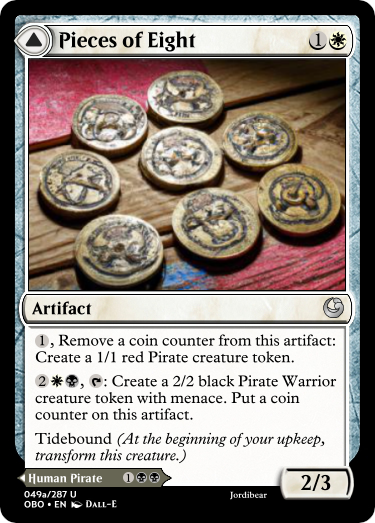 Pieces of Eight 1
Artifact
1, Remove a coin counter from this artifact:
Create a 1/1 red Pirate creature token.
2, : Create a 2/2 black Pirate Warrior
creature token with menace. Put a coin
counter on this artifact.
Tidebound (At the beginning of your upkeep,
transform this creature.)
Human Pirate 1
2/3
049a/287 U
OBO • EN DALL-E
Jordibear